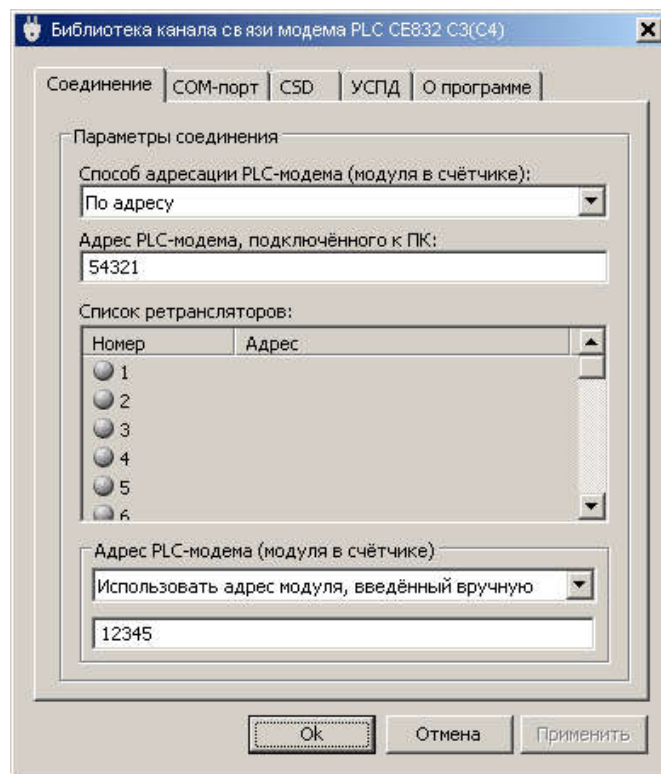 Библиотека канала связи модема PLC CE832 C3(C4)
Соединение COM-порт CSD УСПД О программе
Параметры соединения
Способ адресации PLC-модема (модуля в счётчике):
По адресу
Адрес PLC-модема, подключённого к ПК:
54321
Список ретрансляторов:
Номер Адрес
1
2
3
4
5
6
Адрес PLC-модема (модуля в счётчике)
Использовать адрес модуля, введённый вручную
12345
Ok Отмена Применить